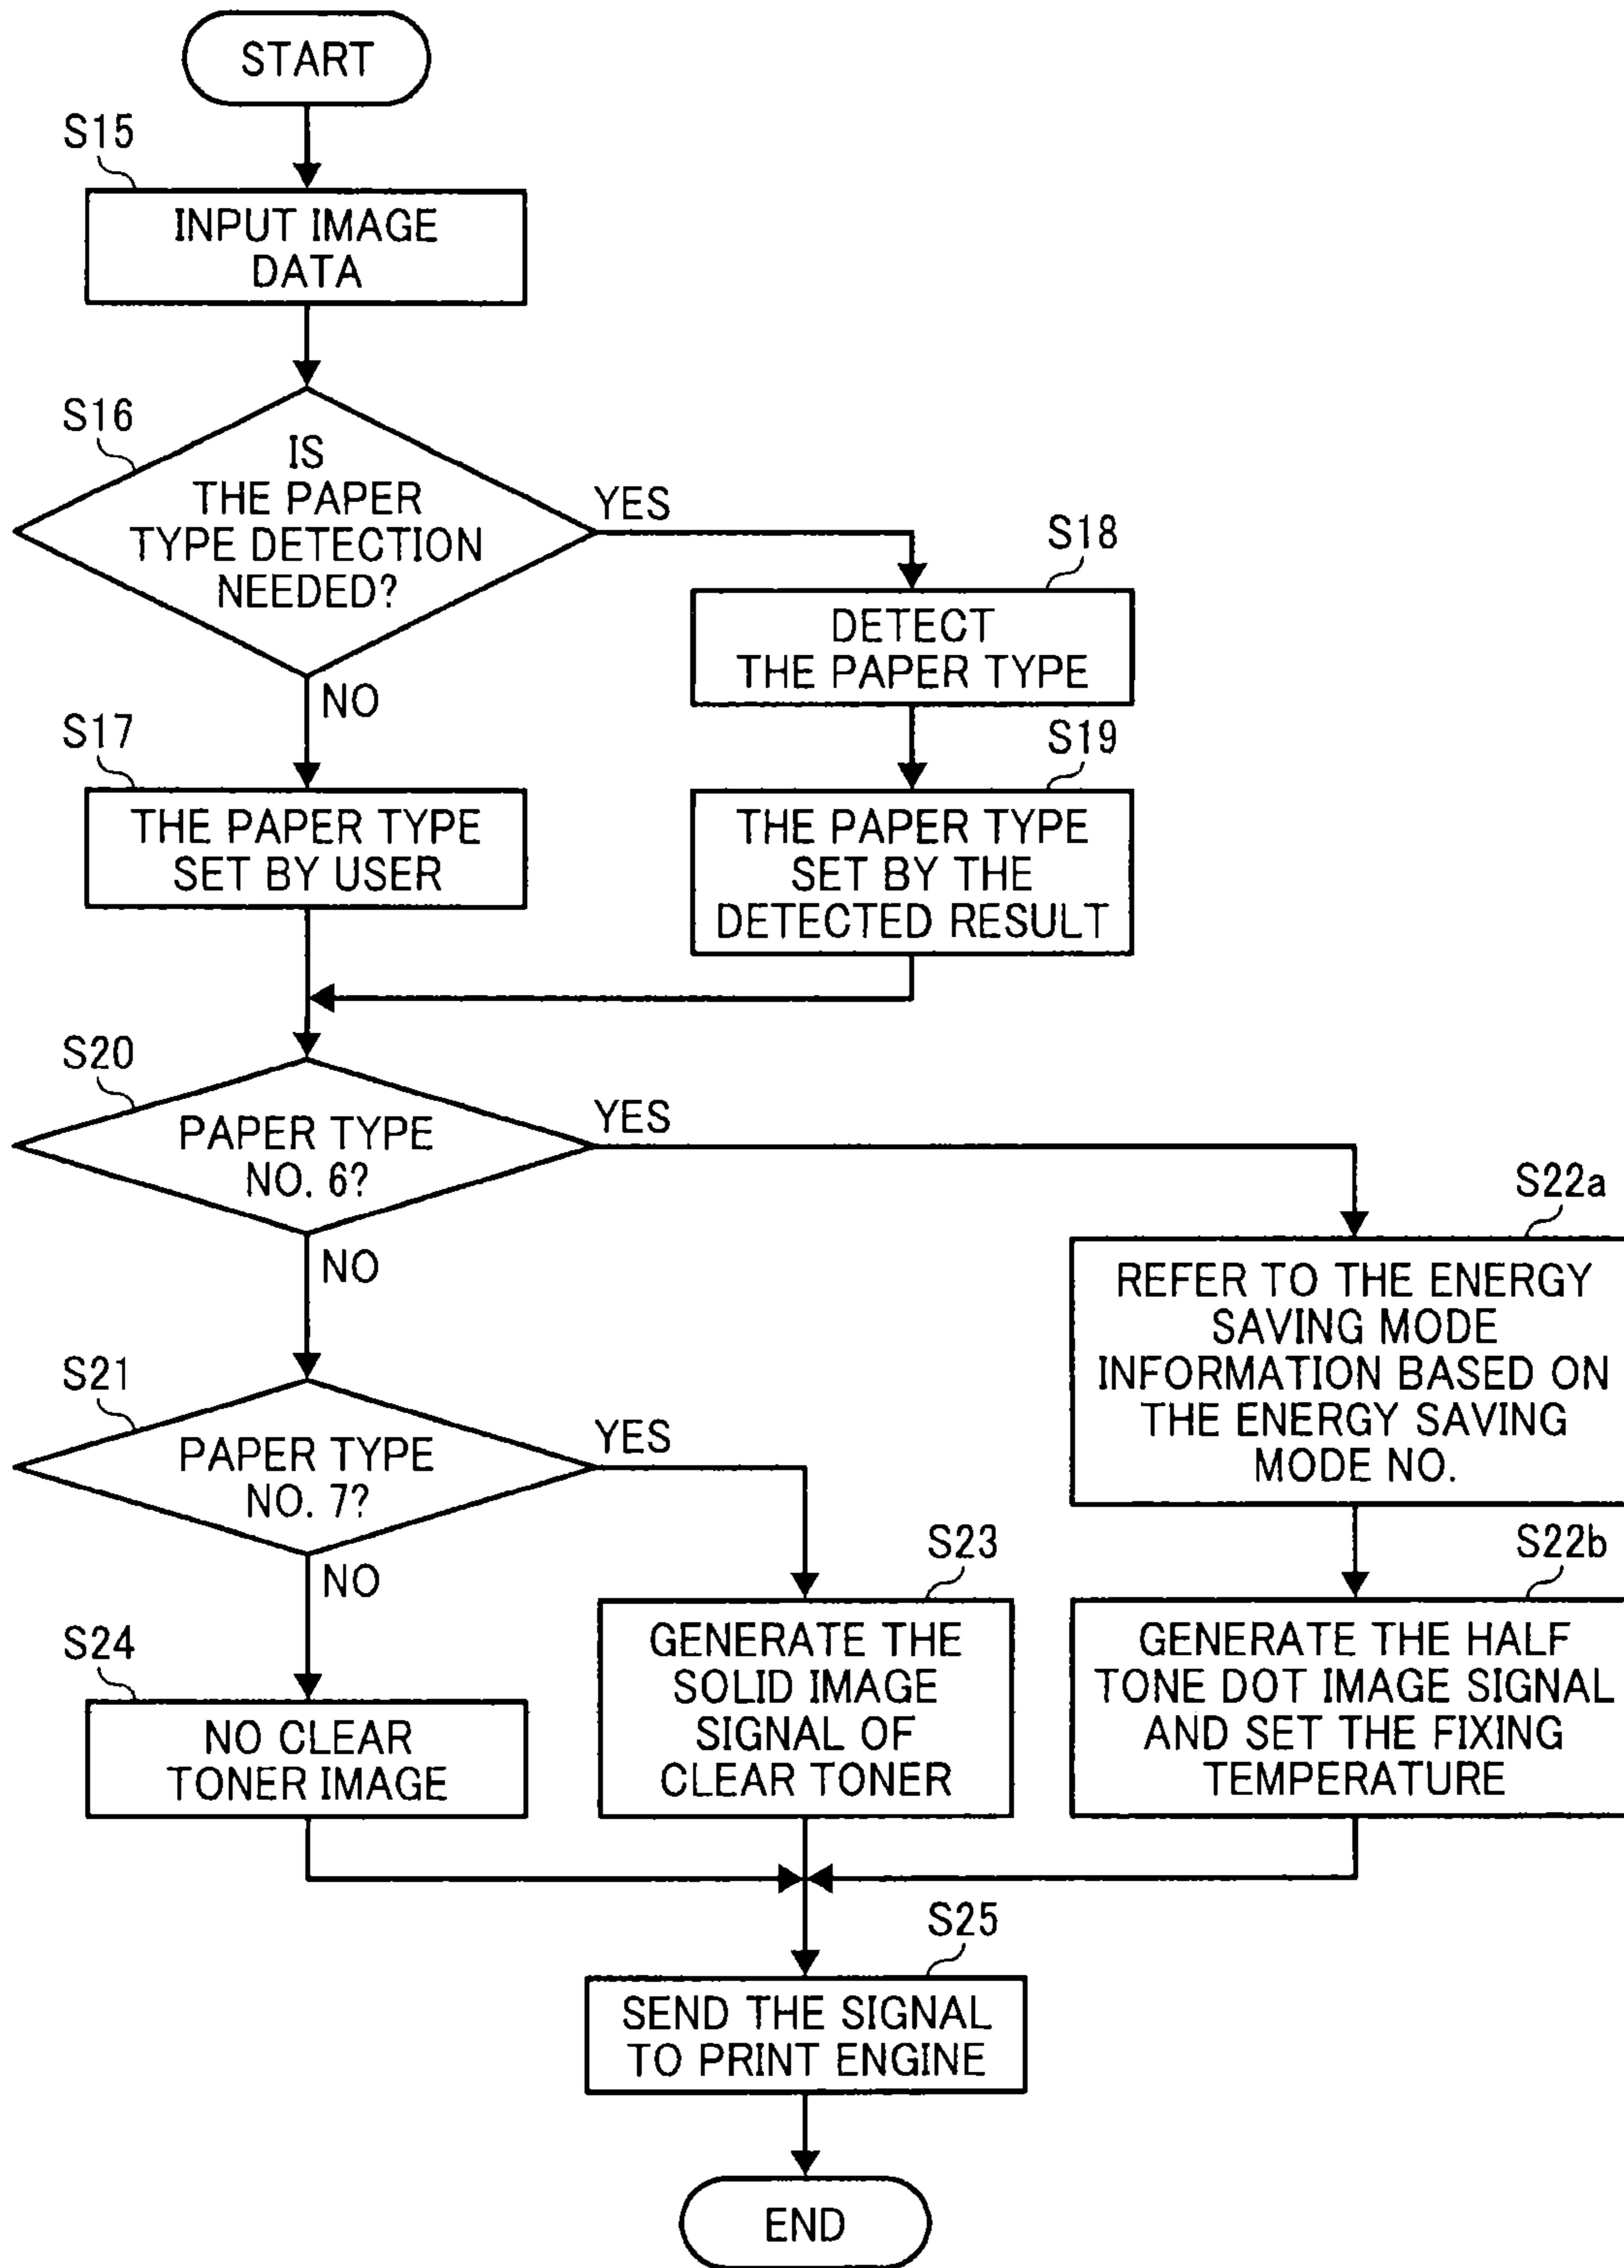 START
S15
INPUT IMAGE
DATA
S16
IS
THE PAPER
TYPE DETECTION
NEEDED?
YES
NO
S18
DETECT
THE PAPER TYPE
S17
THE PAPER TYPE
SET BY USER
S19
THE PAPER TYPE
SET BY THE
DETECTED RESULT
S20
PAPER TYPE
NO. 6?
YES
NO
S22a
REFER TO THE ENERGY
SAVING MODE
INFORMATION BASED ON
THE ENERGY SAVING
MODE NO.
S21
PAPER TYPE
NO. 7?
YES
NO
S24
NO CLEAR
TONER IMAGE
S23
GENERATE THE
SOLID IMAGE
SIGNAL OF
CLEAR TONER
S22b
GENERATE THE HALF
TONE DOT IMAGE SIGNAL
AND SET THE FIXING
TEMPERATURE
S25
SEND THE SIGNAL
TO PRINT ENGINE
END